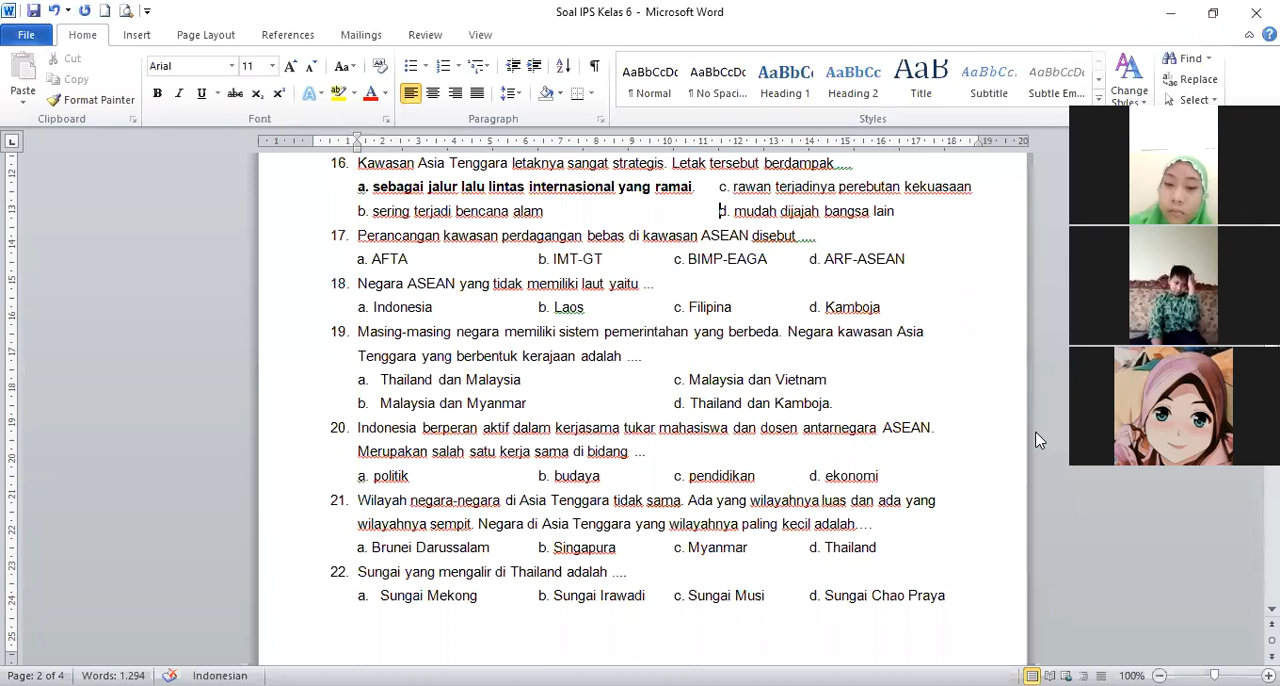 Soal IPS Kelas 6 - Microsoft Word
File Home Insert Page Layout References Mailings Review View
Paste
Cut
Copy
Format Painter
Clipboard
Arial 11
Font
Paragraph
AaBbCcDc AaBbCcDc AaBbC AaBbCc AaB AaBbCc. AaBbCcDc
¶ Normal ¶ No Spaci... Heading 1 Heading 2 Title Subtitle Subtle Em...
Styles
Change Styles
Find
Replace
Select
16. Kawasan Asia Tenggara letaknya sangat strategis. Letak tersebut berdampak....
a. sebagai jalur lalu lintas internasional yang ramai. c. rawan terjadinya perebutan kekuasaan
b. sering terjadi bencana alam d. mudah dijajah bangsa lain
17. Perancangan kawasan perdagangan bebas di kawasan ASEAN disebut ....
a. AFTA b. IMT-GT c. BIMP-EAGA d. ARF-ASEAN
18. Negara ASEAN yang tidak memiliki laut yaitu ...
a. Indonesia b. Laos c. Filipina d. Kamboja
19. Masing-masing negara memiliki sistem pemerintahan yang berbeda. Negara kawasan Asia
Tenggara yang berbentuk kerajaan adalah ....
a. Thailand dan Malaysia c. Malaysia dan Vietnam
b. Malaysia dan Myanmar d. Thailand dan Kamboja.
20. Indonesia berperan aktif dalam kerjasama tukar mahasiswa dan dosen antarnegara ASEAN.
Merupakan salah satu kerja sama di bidang ...
a. politik b. budaya c. pendidikan d. ekonomi
21. Wilayah negara-negara di Asia Tenggara tidak sama. Ada yang wilayahnya luas dan ada yang
wilayahnya sempit. Negara di Asia Tenggara yang wilayahnya paling kecil adalah....
a. Brunei Darussalam b. Singapura c. Myanmar d. Thailand
22. Sungai yang mengalir di Thailand adalah ....
a. Sungai Mekong b. Sungai Irawadi c. Sungai Musi d. Sungai Chao Praya
Page: 2 of 4 Words: 1.294 Indonesian 100%